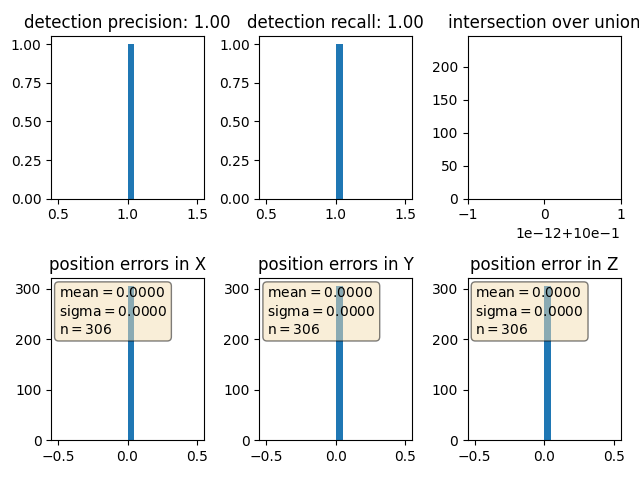 detection precision: 1.00
1.00
0.75
0.50
0.25
0.00
0.5
1.0
1.5
detection recall: 1.00
1.00
0.75
0.50
0.25
0.00
0.5
1.0
1.5
intersection over union
200
150
100
50
0
−1
0
1
1e−12+10e−1
position errors in X
300
200
100
0
mean = 0.0000
sigma = 0.0000
n = 306
−0.5
0.0
0.5
position errors in Y
300
200
100
0
mean = 0.0000
sigma = 0.0000
n = 306
−0.5
0.0
0.5
position error in Z
300
200
100
0
mean = 0.0000
sigma = 0.0000
n = 306
−0.5
0.0
0.5